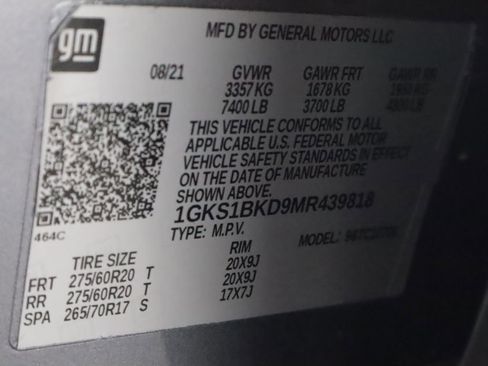 gm
MFD BY GENERAL MOTORS LLC
08/21 GVWR GAWR FRT GAWR RR
3357 KG 1678 KG
7400 LB 3700 LB
THIS VEHICLE CONFORMS TO ALL
APPLICABLE U.S. FEDERAL MOTOR
VEHICLE SAFETY STANDARDS IN EFFECT
ON THE DATE OF MANUFACTURE
SHOWN ABOVE.
1GKS1BKD9MR439818
464C
TYPE: M.P.V. MODEL:
TIRE SIZE RIM
FRT 275/60R20 T 20X9J
RR 275/60R20 T 20X9J
SPA 265/70R17 S 17X7J